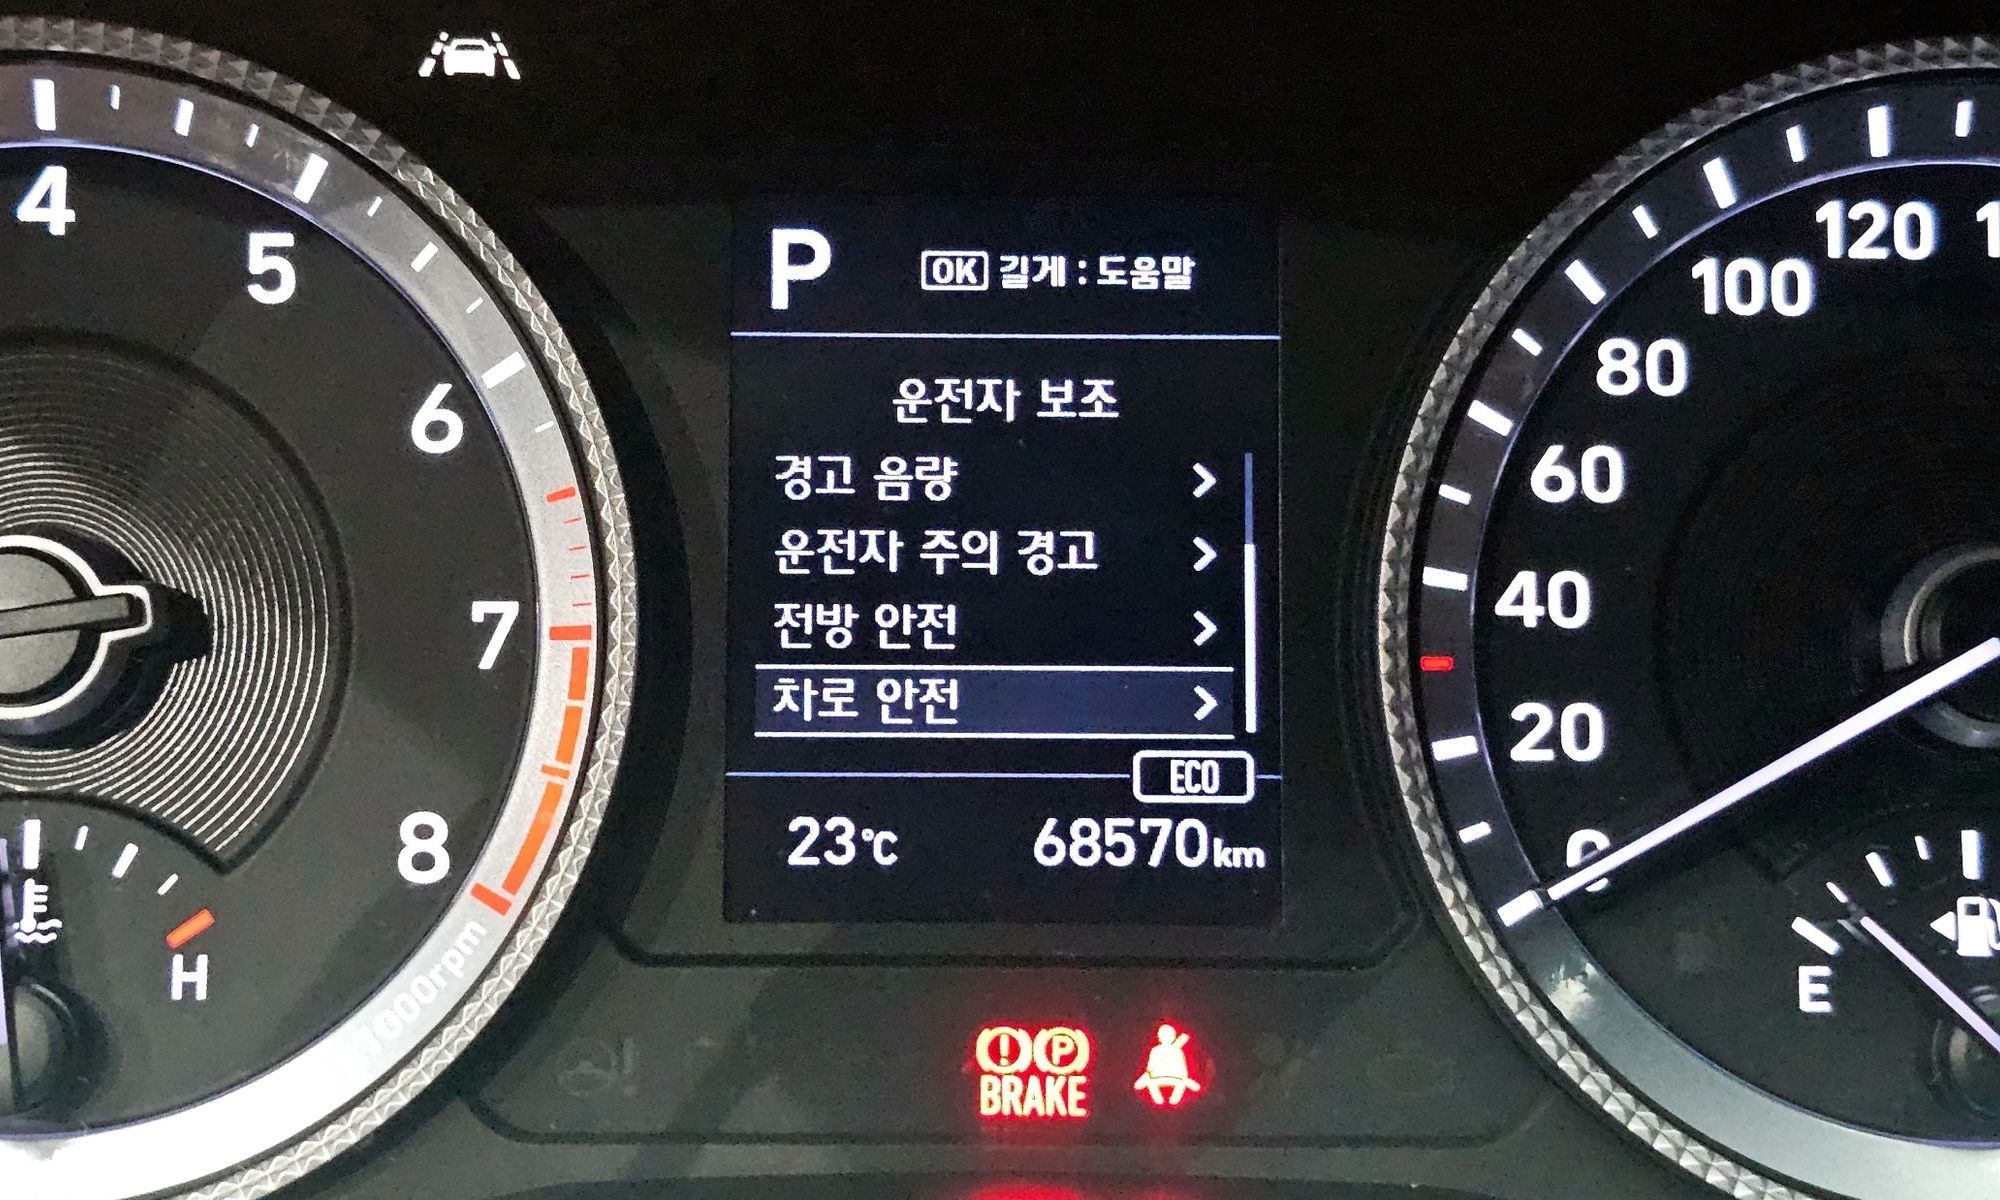 4
5
6
7
8
1000rpm
H
P
OK 길게 : 도움말
운전자 보조
경고 음량 >
운전자 주의 경고 >
전방 안전 >
차로 안전 >
ECO
23℃ 68570km
P
BRAKE
120
100
80
60
40
20
0
E